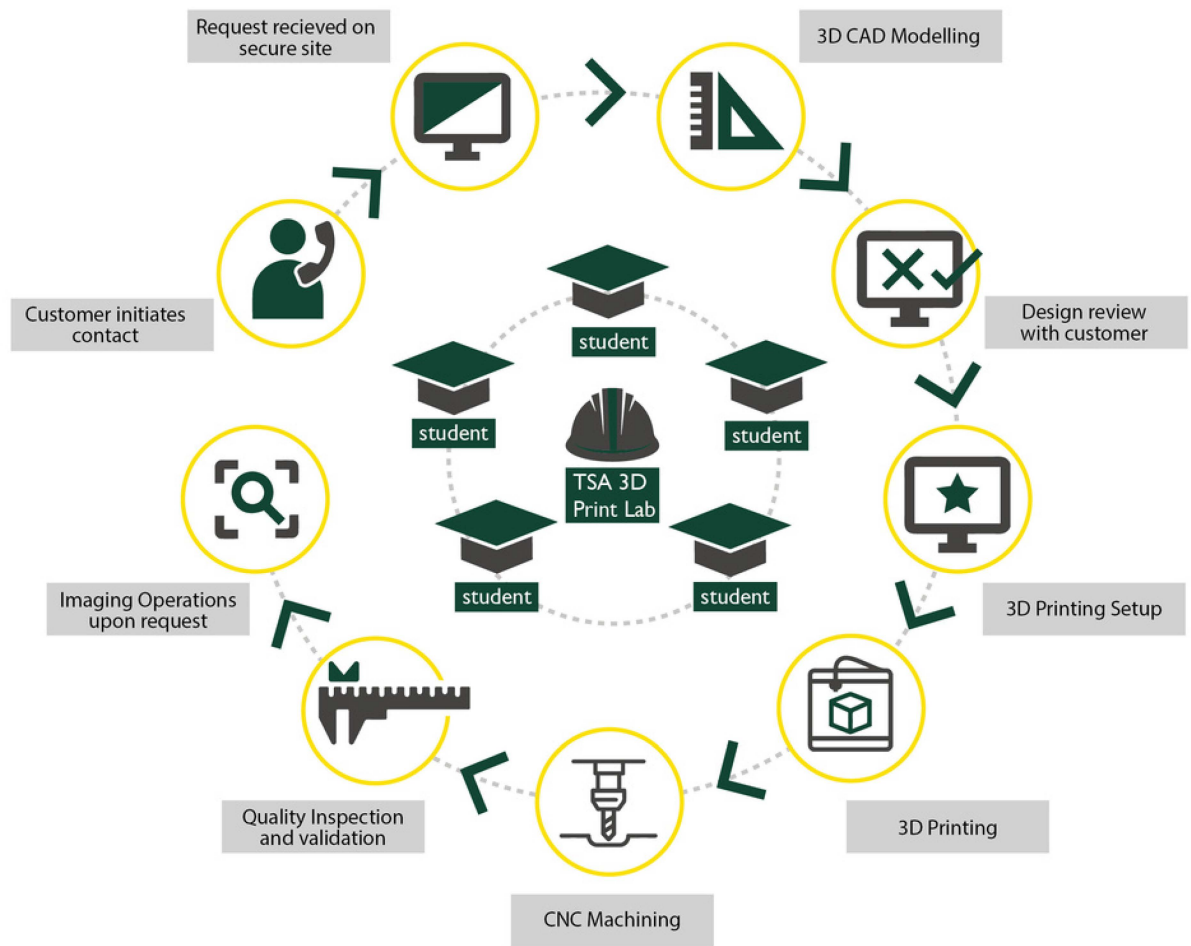 Request recieved on
secure site
3D CAD Modelling
Customer initiates
contact
Design review
with customer
student
student
student
TSA 3D
Print Lab
student
student
Imaging Operations
upon request
3D Printing Setup
Quality Inspection
and validation
3D Printing
CNC Machining